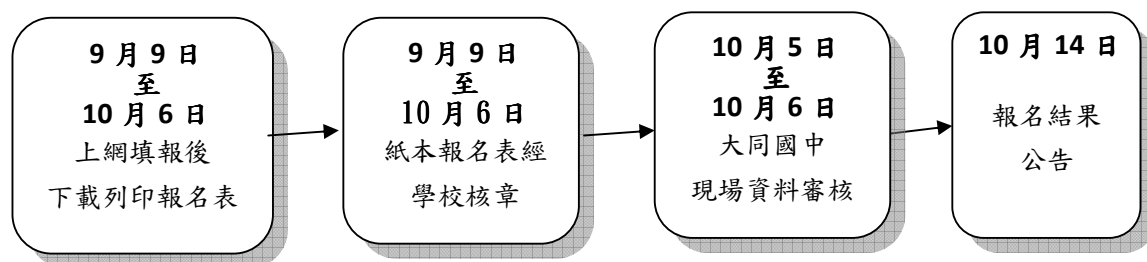 9 月 9 日
至
10 月 6 日
上網填報後
下載列印報名表
9 月 9 日
至
10 月 6 日
紙本報名表經
學校核章
10 月 5 日
至
10 月 6 日
大同國中
現場資料審核
10 月 14 日
報名結果
公告